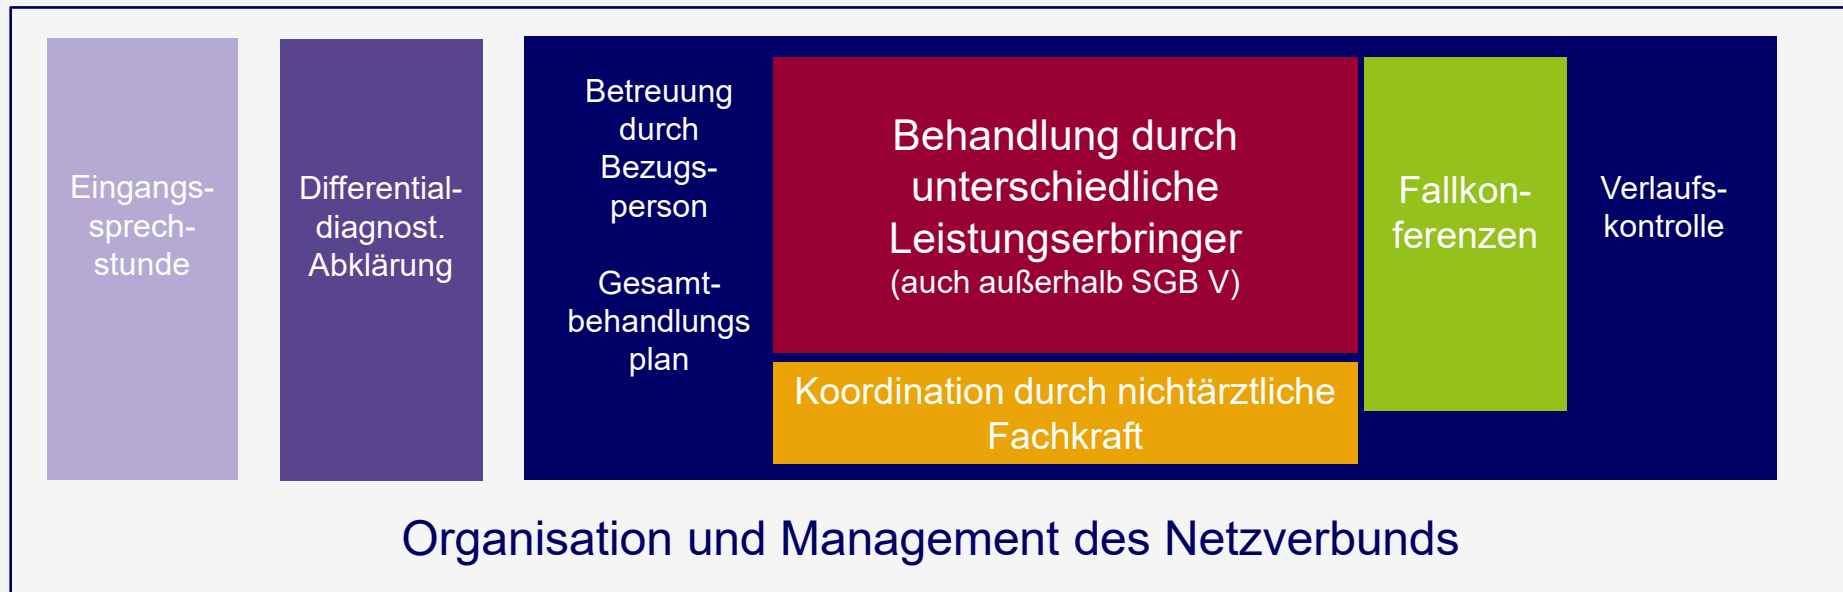 Eingangs-
sprech-
stunde
Differential-
diagnost.
Abklärung
Betreuung
durch
Bezugs-
person
Gesamt-
behandlungs
plan
Behandlung durch
unterschiedliche
Leistungserbringer
(auch außerhalb SGB V)
Koordination durch nichtärztliche
Fachkraft
Fallkon-
ferenzen
Verlaufs-
kontrolle
Organisation und Management des Netzverbunds